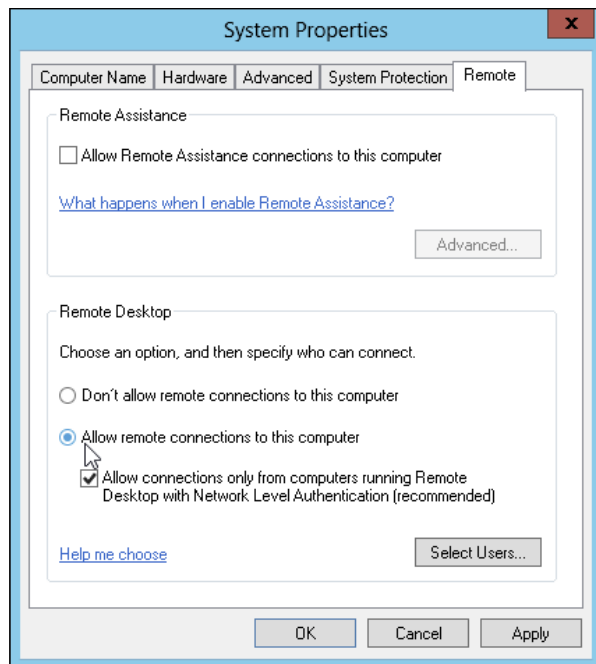 System Properties
x
Computer Name
Hardware
Advanced
System Protection
Remote
Remote Assistance
Allow Remote Assistance connections to this computer
What happens when I enable Remote Assistance?
Advanced...
Remote Desktop
Choose an option, and then specify who can connect.
Don't allow remote connections to this computer
Allow remote connections to this computer
Allow connections only from computers running Remote
Desktop with Network Level Authentication (recommended)
Help me choose
Select Users...
OK
Cancel
Apply